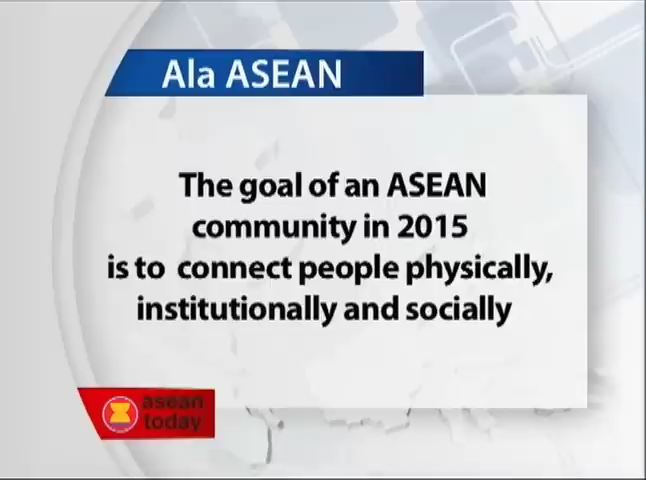 Ala ASEAN
The goal of an ASEAN
community in 2015
is to connect people physically,
institutionally and socially
asean
today